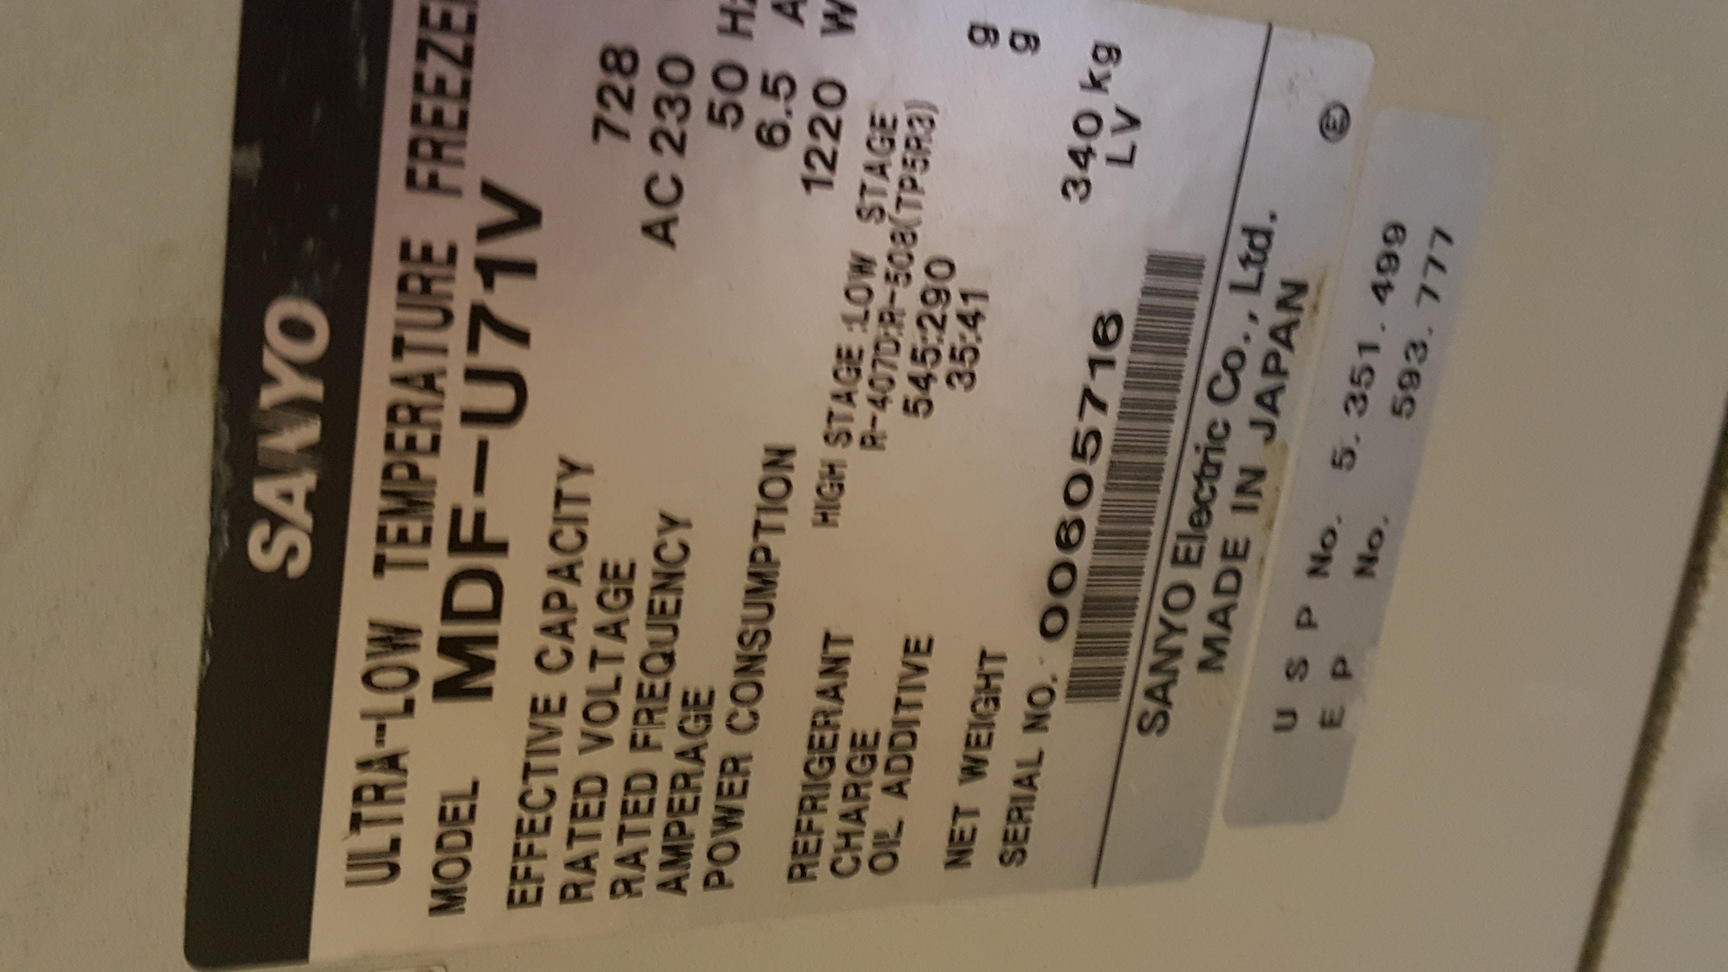 SANYO
ULTRA-LOW TEMPERATURE FREEZER
MODEL MDF-U71V
EFFECTIVE CAPACITY 728
RATED VOLTAGE AC 230
RATED FREQUENCY 50 Hz
AMPERAGE 6.5 A
POWER CONSUMPTION 1220 W
HIGH STAGE:LOW STAGE
REFRIGERANT R-407D:R-508(TP5R3)
CHARGE 545:290 g
OIL ADDITIVE 35:41 g
NET WEIGHT 340 kg
LV
SERIAL NO. 00605716
SANYO Electric Co., Ltd.
MADE IN JAPAN E
U S P No. 5. 351. 499
E P No. 593. 777